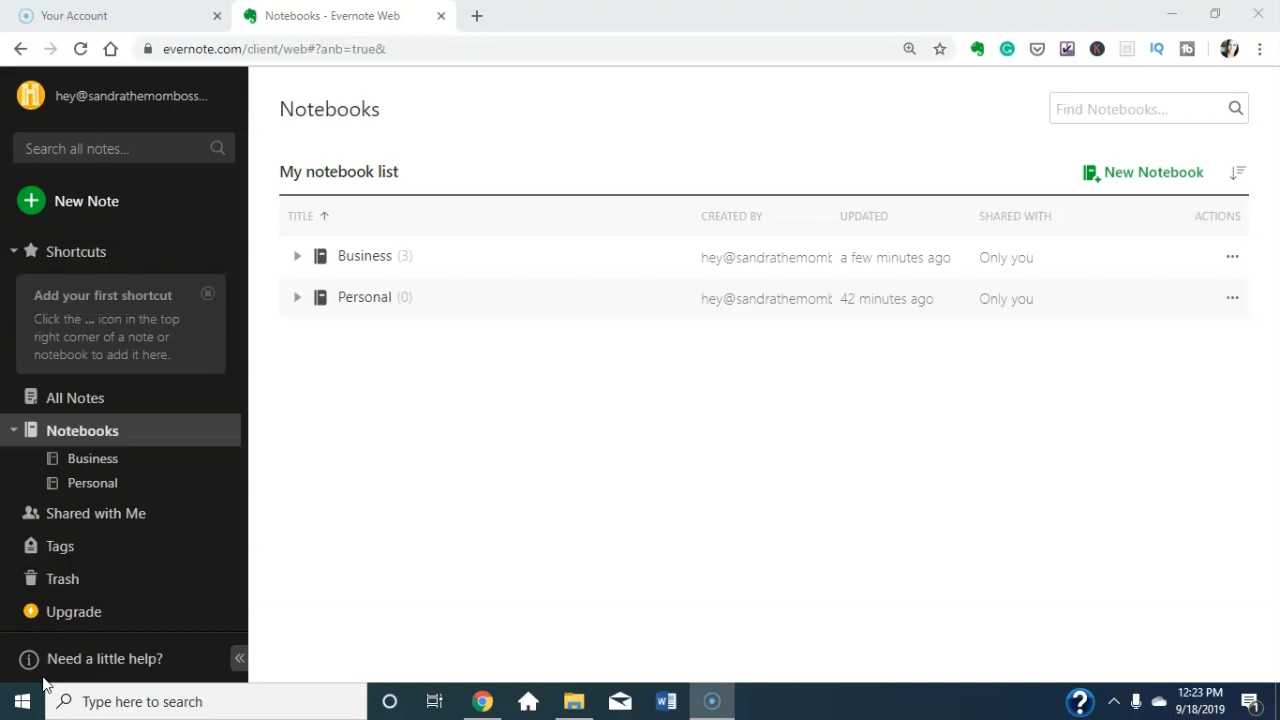 Your Account
Notebooks - Evernote Web
evernote.com/client/web#?anb=true&
hey@sandrathemomboss...
Search all notes...
New Note
Shortcuts
Add your first shortcut
Click the ... icon in the top
right corner of a note or
notebook to add it here.
All Notes
Notebooks
Business
Personal
Shared with Me
Tags
Trash
Upgrade
Need a little help?
Notebooks
Find Notebooks...
My notebook list
New Notebook
TITLE CREATED BY UPDATED SHARED WITH ACTIONS
Business (3) hey@sandrathemomb a few minutes ago Only you ...
Personal (0) hey@sandrathemomb 42 minutes ago Only you ...
Type here to search
12:23 PM
9/18/2019